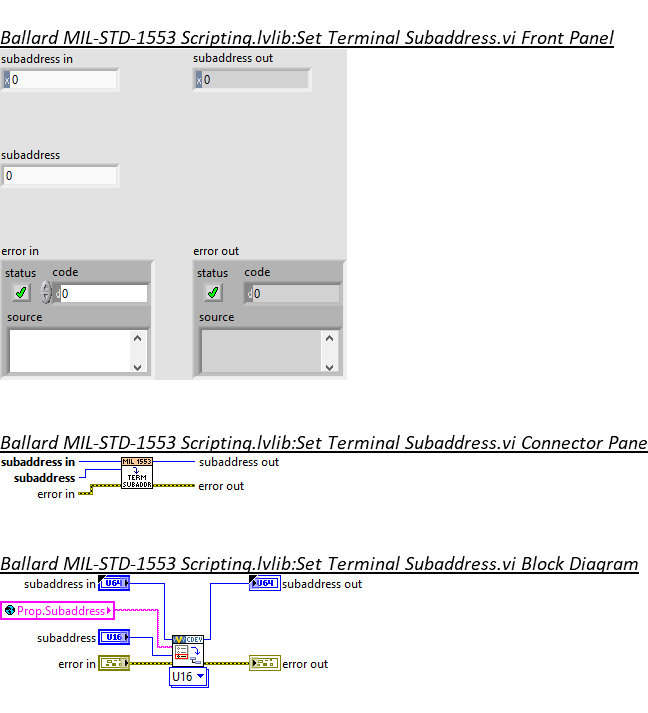 Ballard MIL-STD-1553 Scripting.lvlib:Set Terminal Subaddress.vi Front Panel
subaddress in
subaddress out
x 0
x 0
subaddress
0
error in
error out
status code
status code
d 0
d 0
source
source
Ballard MIL-STD-1553 Scripting.lvlib:Set Terminal Subaddress.vi Connector Pane
subaddress in
MIL 1553
subaddress out
subaddress
TERM
SUBADDR
error in
error out
Ballard MIL-STD-1553 Scripting.lvlib:Set Terminal Subaddress.vi Block Diagram
subaddress in U64
U64 subaddress out
Prop.Subaddress
subaddress U16
CDEV
error in
error out
U16